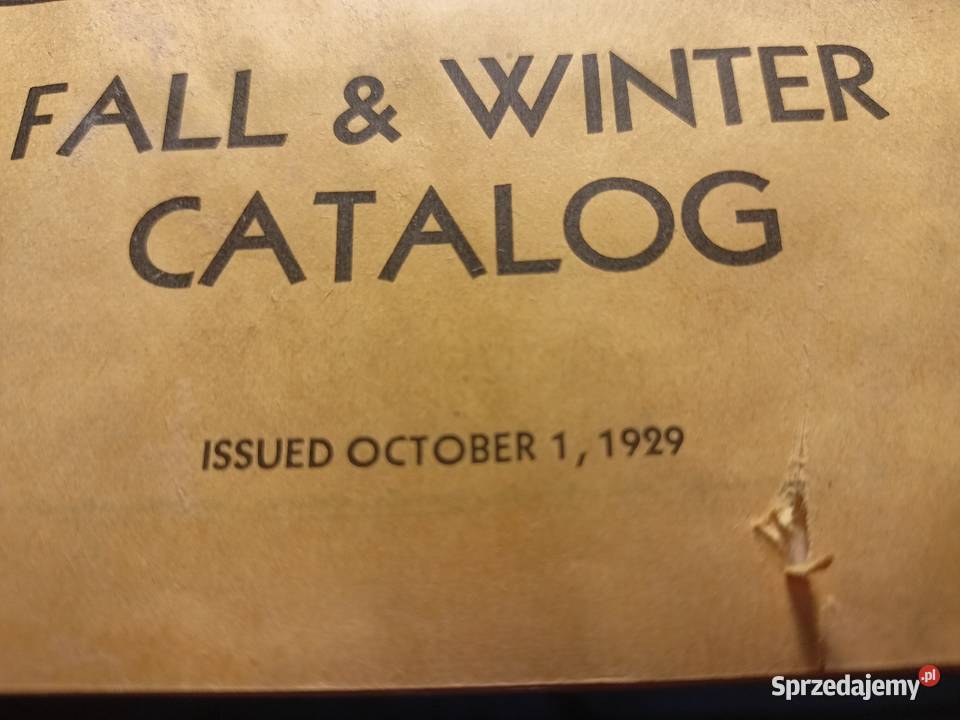 FALL & WINTER
CATALOG
ISSUED OCTOBER 1, 1929
Sprzedajemy.pl